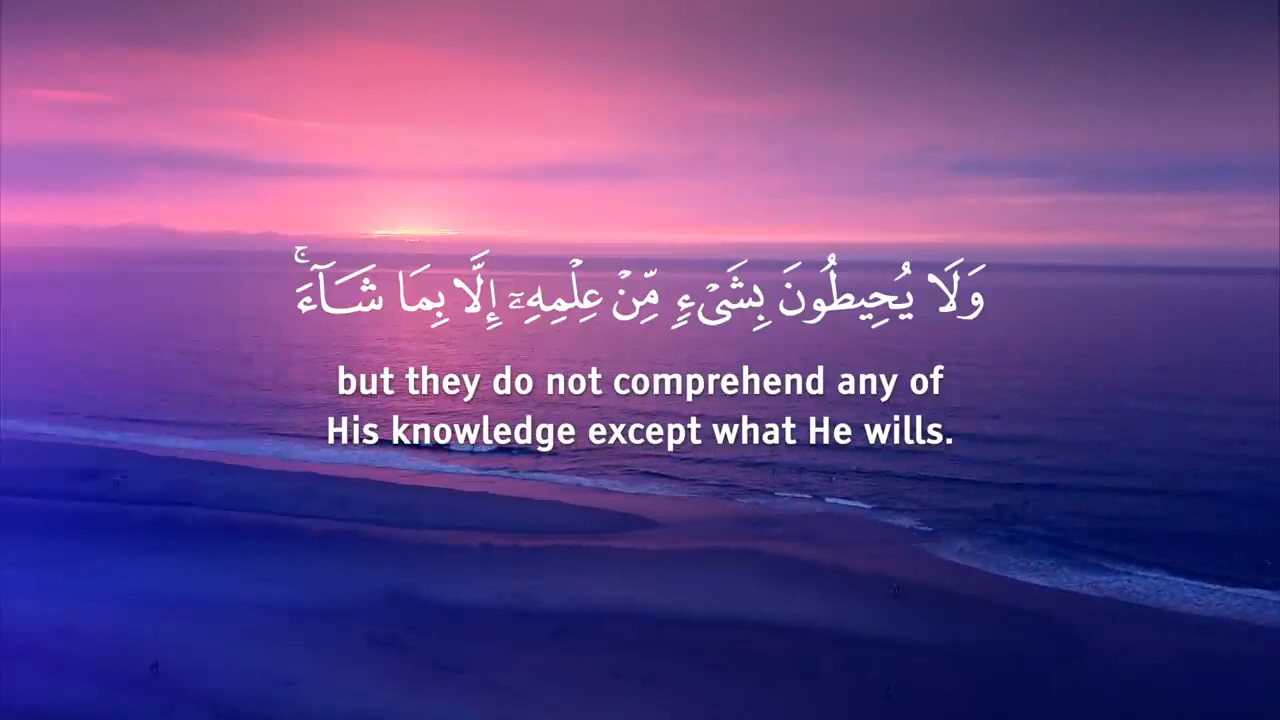 وَلَا يُحِيطُونَ بِشَىْءٍ مِّنْ عِلْمِهِۦٓ إِلَّا بِمَا شَآءَ ۚ
but they do not comprehend any of
His knowledge except what He wills.